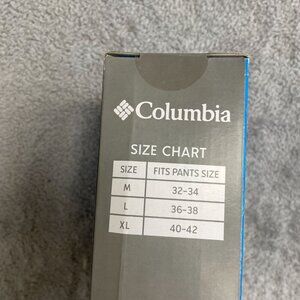 Columbia
SIZE CHART
SIZE FITS PANTS SIZE
M 32-34
L 36-38
XL 40-42